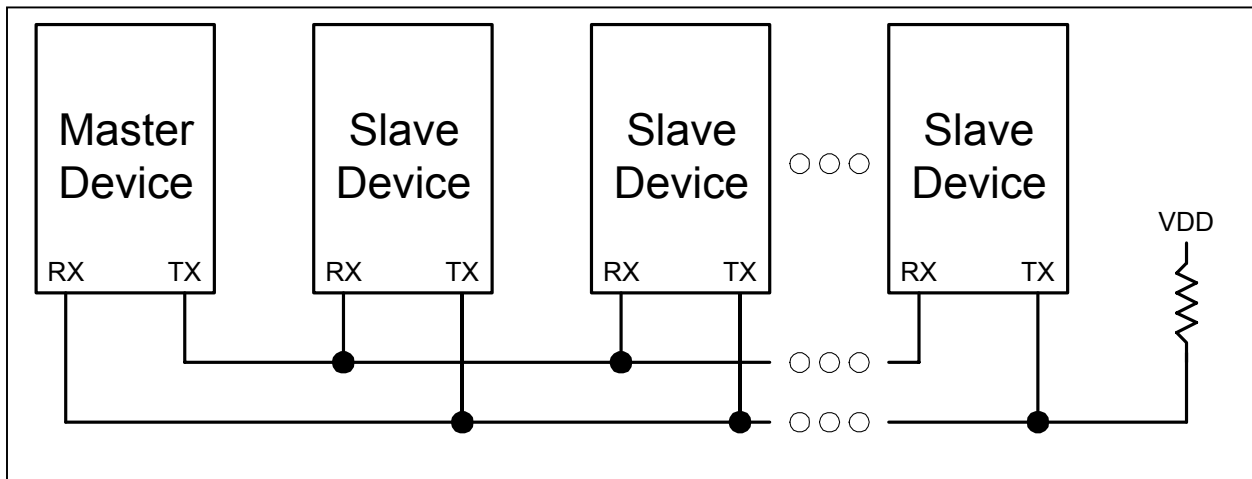 Master
Device
Slave
Device
Slave
Device
Slave
Device
RX
TX
RX
TX
RX
TX
RX
TX
VDD